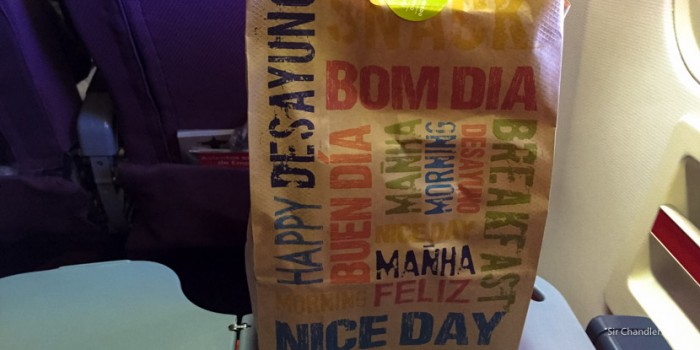 SNACK
BOM DIA
HAPPY DESAYUNO
BUEN DÍA
MAÑHA
MORNING
DESAYUNO
BREAKFAST
NICE DAY
MAÑHA
MORNING FELIZ
NICE DAY
"Sir Chandler